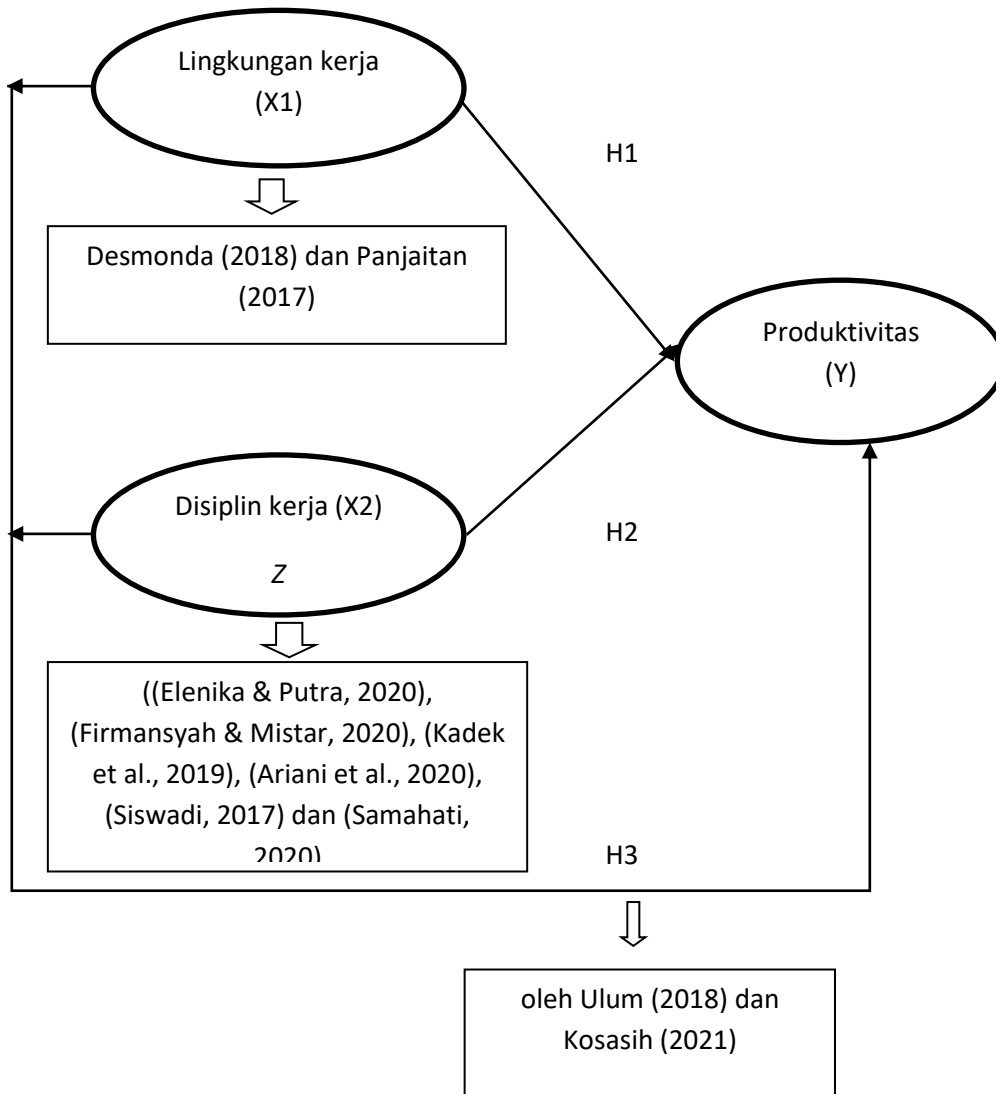 Lingkungan kerja
(X1)
H1
Desmonda (2018) dan Panjaitan
(2017)
Produktivitas
(Y)
Disiplin kerja (X2)
Z
H2
((Elenika & Putra, 2020),
(Firmansyah & Mistar, 2020), (Kadek
et al., 2019), (Ariani et al., 2020),
(Siswadi, 2017) dan (Samahati,
2020)
H3
oleh Ulum (2018) dan
Kosasih (2021)